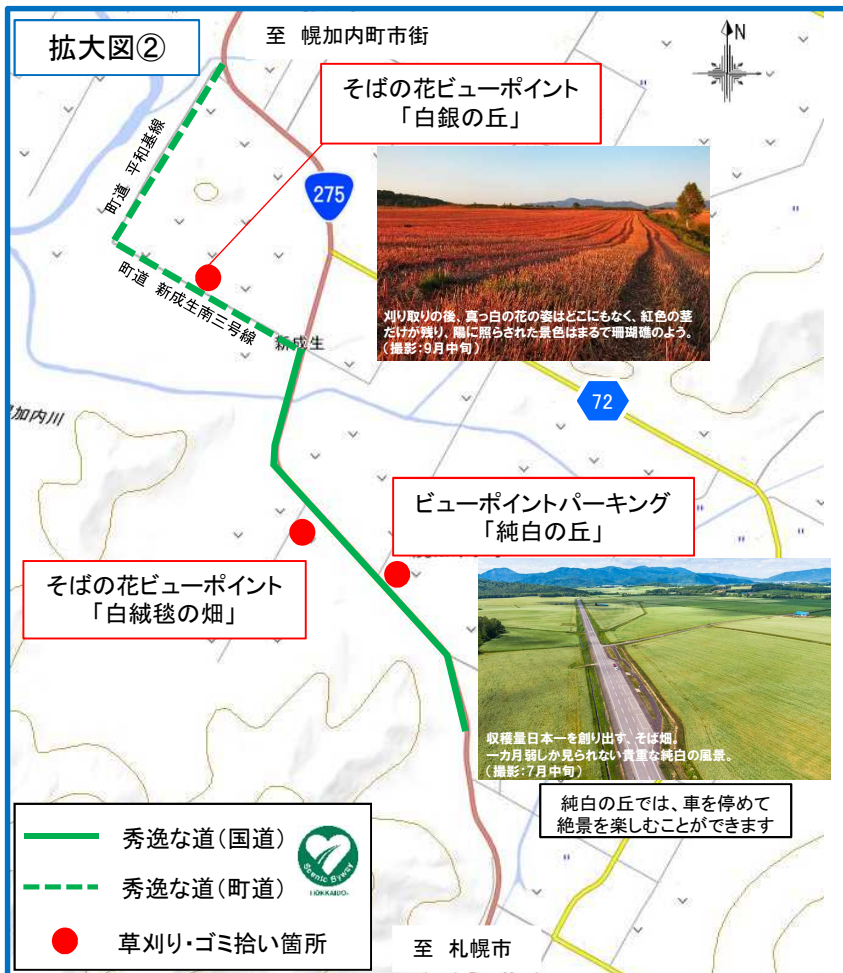 拡大図②
至 幌加内町市街
N
そばの花ビューポイント
「白銀の丘」
町道 平和基線
275
町道 新成生南三号線
新成生
刈り取りの後、真っ白の花の姿はどこにもなく、紅色の茎
だけが残り、陽に照らされた景色はまるで珊瑚礁のよう。
(撮影:9月中旬)
72
加内川
ビューポイントパーキング
「純白の丘」
そばの花ビューポイント
「白絨毯の畑」
収穫量日本一を創り出す、そば畑。
一カ月弱しか見られない貴重な純白の風景。
(撮影:7月中旬)
純白の丘では、車を停めて
絶景を楽しむことができます
秀逸な道(国道)
秀逸な道(町道)
Scenic Byway
HOKKAIDO
草刈り・ゴミ拾い箇所
至 札幌市